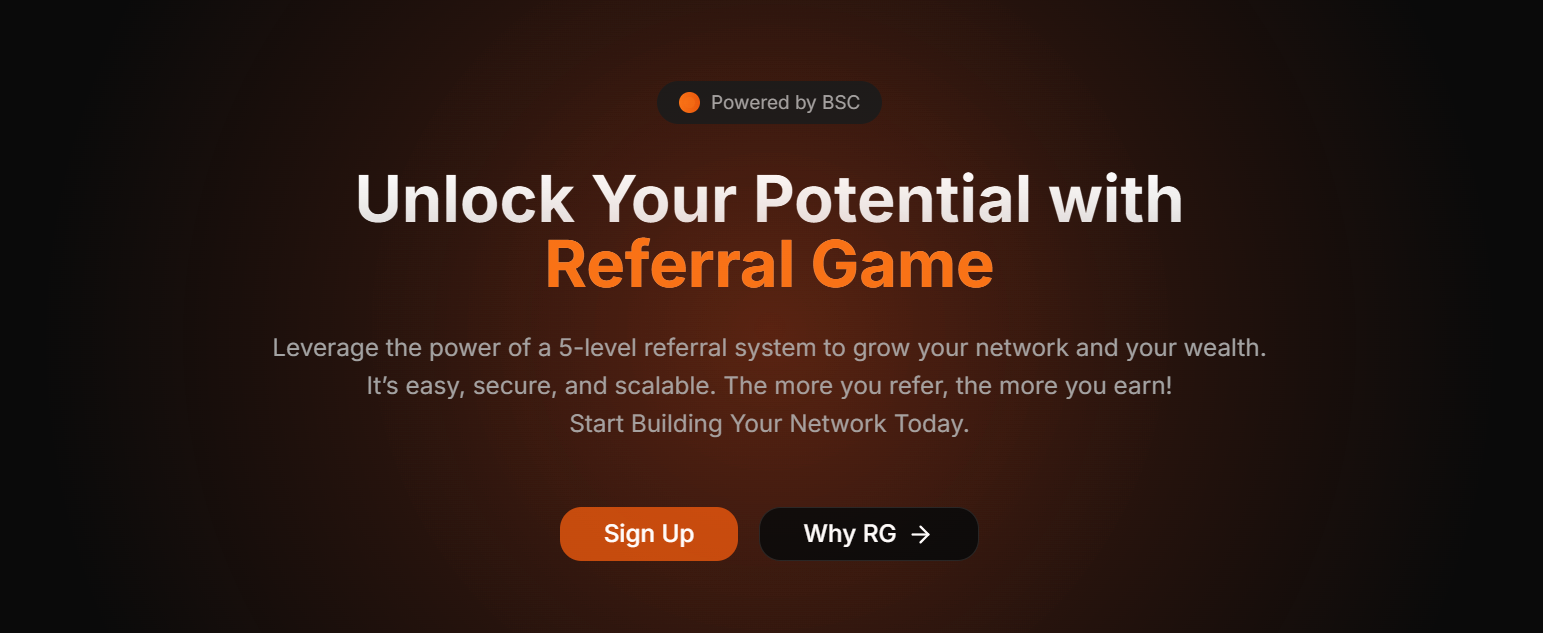 Powered by BSC
Unlock Your Potential with
Referral Game
Leverage the power of a 5-level referral system to grow your network and your wealth.
It’s easy, secure, and scalable. The more you refer, the more you earn!
Start Building Your Network Today.
Sign Up
Why RG →